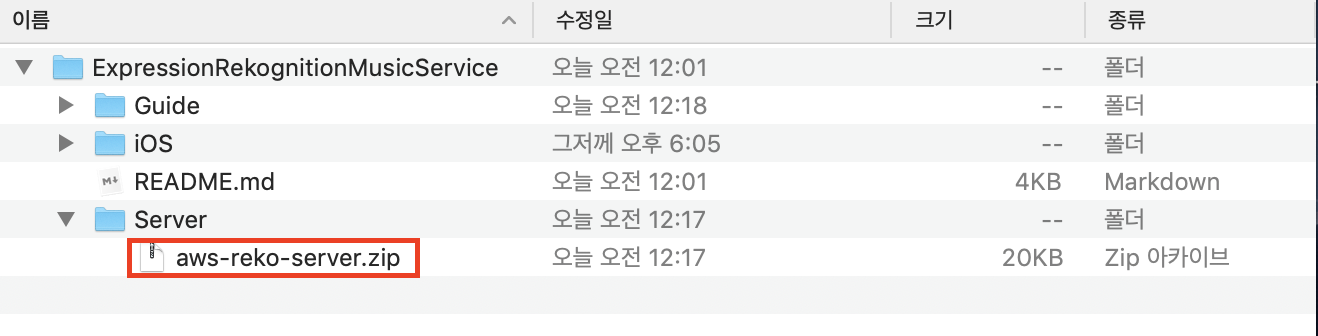 이름 수정일 크기 종류
ExpressionRekognitionMusicService 오늘 오전 12:01 -- 폴더
Guide 오늘 오전 12:18 -- 폴더
iOS 그저께 오후 6:05 -- 폴더
README.md 오늘 오전 12:01 4KB Markdown
Server 오늘 오전 12:17 -- 폴더
aws-reko-server.zip 오늘 오전 12:17 20KB Zip 아카이브